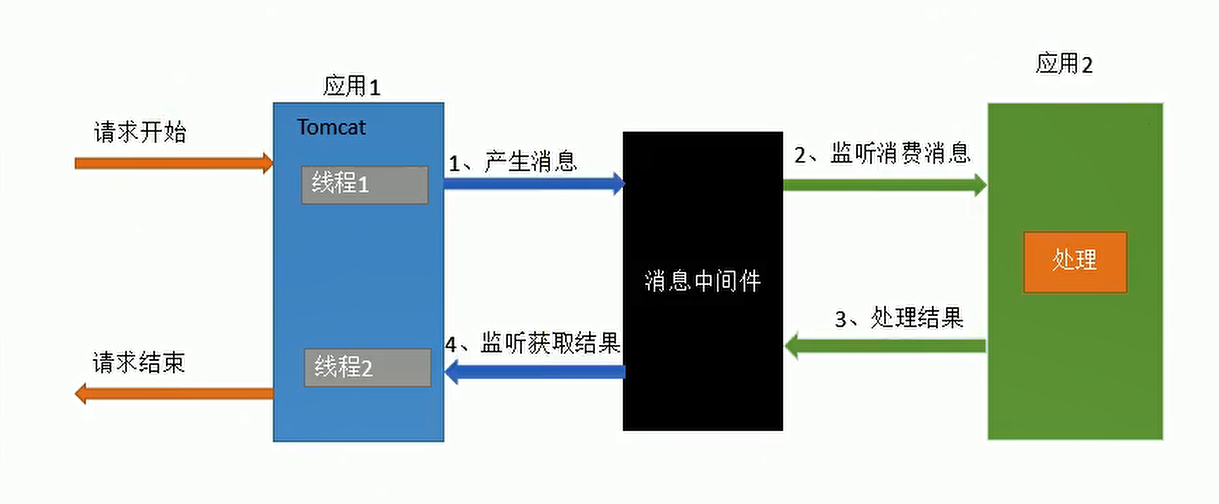 应用1
应用2
请求开始
Tomcat
线程1
1、产生消息
2、监听消费消息
消息中间件
处理
3、处理结果
4、监听获取结果
线程2
请求结束